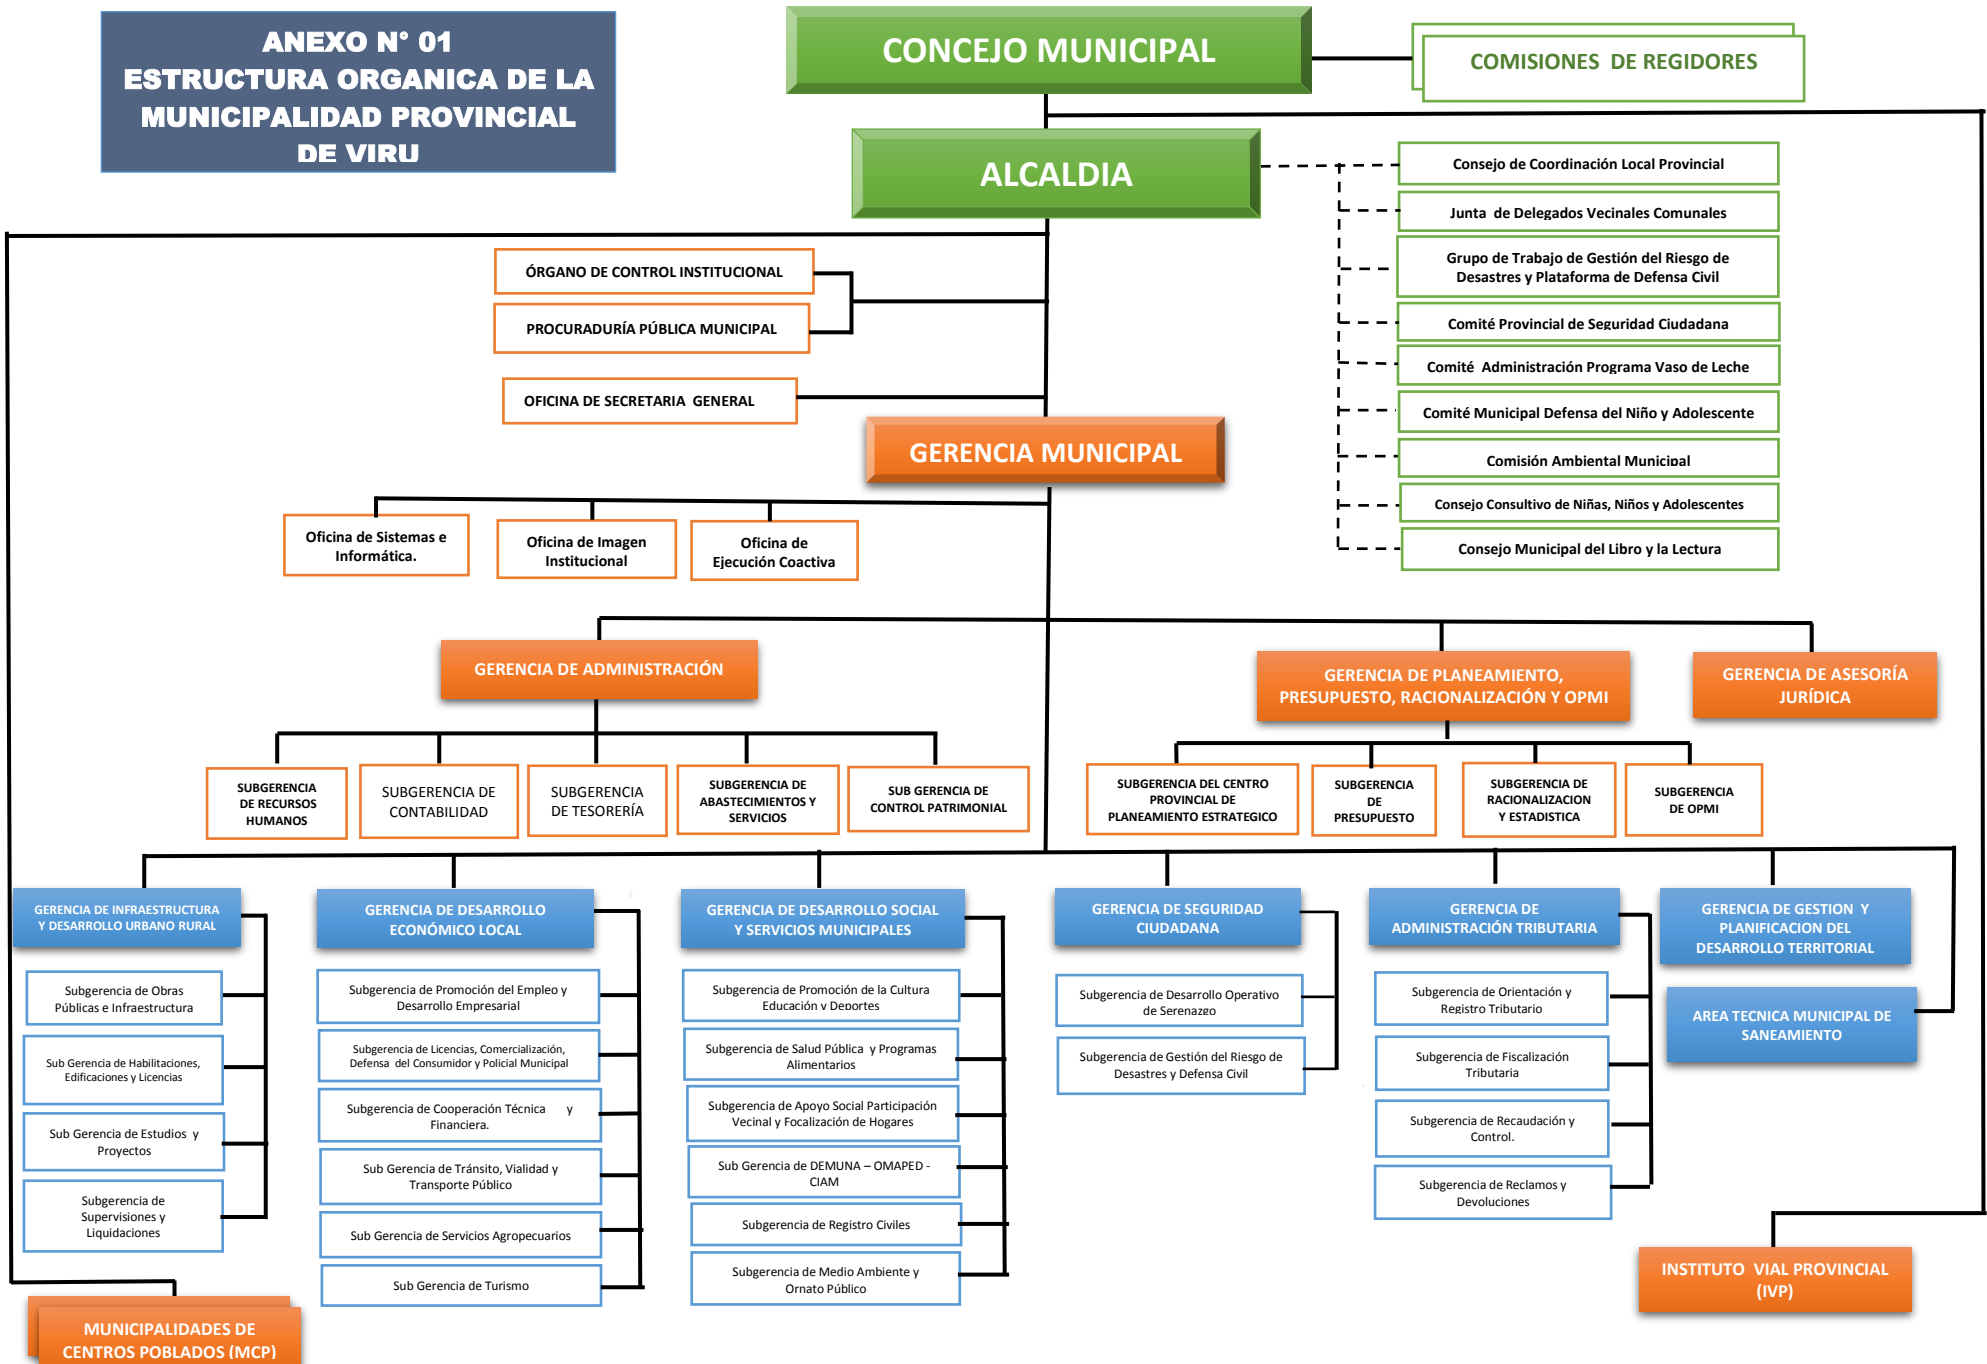 ANEXO N° 01
ESTRUCTURA ORGANICA DE LA
MUNICIPALIDAD PROVINCIAL
DE VIRU
CONCEJO MUNICIPAL
COMISIONES DE REGIDORES
ALCALDIA
Consejo de Coordinación Local Provincial
Junta de Delegados Vecinales Comunales
Grupo de Trabajo de Gestión del Riesgo de
Desastres y Plataforma de Defensa Civil
Comité Provincial de Seguridad Ciudadana
Comité Administración Programa Vaso de Leche
Comité Municipal Defensa del Niño y Adolescente
Comisión Ambiental Municipal
Consejo Consultivo de Niñas, Niños y Adolescentes
Consejo Municipal del Libro y la Lectura
ÓRGANO DE CONTROL INSTITUCIONAL
PROCURADURÍA PÚBLICA MUNICIPAL
OFICINA DE SECRETARIA GENERAL
GERENCIA MUNICIPAL
Oficina de Sistemas e
Informática.
Oficina de Imagen
Institucional
Oficina de
Ejecución Coactiva
GERENCIA DE ADMINISTRACIÓN
GERENCIA DE PLANEAMIENTO,
PRESUPUESTO, RACIONALIZACIÓN Y OPMI
GERENCIA DE ASESORÍA
JURÍDICA
SUBGERENCIA
DE RECURSOS
HUMANOS
SUBGERENCIA DE
CONTABILIDAD
SUBGERENCIA
DE TESORERÍA
SUBGERENCIA DE
ABASTECIMIENTOS Y
SERVICIOS
SUB GERENCIA DE
CONTROL PATRIMONIAL
SUBGERENCIA DEL CENTRO
PROVINCIAL DE
PLANEAMIENTO ESTRATEGICO
SUBGERENCIA
DE
PRESUPUESTO
SUBGERENCIA DE
RACIONALIZACION
Y ESTADISTICA
SUBGERENCIA
DE OPMI
GERENCIA DE INFRAESTRUCTURA
Y DESARROLLO URBANO RURAL
Subgerencia de Obras
Públicas e Infraestructura
Sub Gerencia de Habilitaciones,
Edificaciones y Licencias
Sub Gerencia de Estudios y
Proyectos
Subgerencia de
Supervisiones y
Liquidaciones
GERENCIA DE DESARROLLO
ECONÓMICO LOCAL
Subgerencia de Promoción del Empleo y
Desarrollo Empresarial
Subgerencia de Licencias, Comercialización,
Defensa del Consumidor y Policial Municipal
Subgerencia de Cooperación Técnica y
Financiera.
Sub Gerencia de Tránsito, Vialidad y
Transporte Público
Sub Gerencia de Servicios Agropecuarios
Sub Gerencia de Turismo
GERENCIA DE DESARROLLO SOCIAL
Y SERVICIOS MUNICIPALES
Subgerencia de Promoción de la Cultura
Educación y Deportes
Subgerencia de Salud Pública y Programas
Alimentarios
Subgerencia de Apoyo Social Participación
Vecinal y Focalización de Hogares
Sub Gerencia de DEMUNA – OMAPED -
CIAM
Subgerencia de Registro Civiles
Subgerencia de Medio Ambiente y
Ornato Público
GERENCIA DE SEGURIDAD
CIUDADANA
Subgerencia de Desarrollo Operativo
de Serenazgo
Subgerencia de Gestión del Riesgo de
Desastres y Defensa Civil
GERENCIA DE
ADMINISTRACIÓN TRIBUTARIA
Subgerencia de Orientación y
Registro Tributario
Subgerencia de Fiscalización
Tributaria
Subgerencia de Recaudación y
Control.
Subgerencia de Reclamos y
Devoluciones
GERENCIA DE GESTION Y
PLANIFICACION DEL
DESARROLLO TERRITORIAL
AREA TECNICA MUNICIPAL DE
SANEAMIENTO
INSTITUTO VIAL PROVINCIAL
(IVP)
MUNICIPALIDADES DE
CENTROS POBLADOS (MCP)